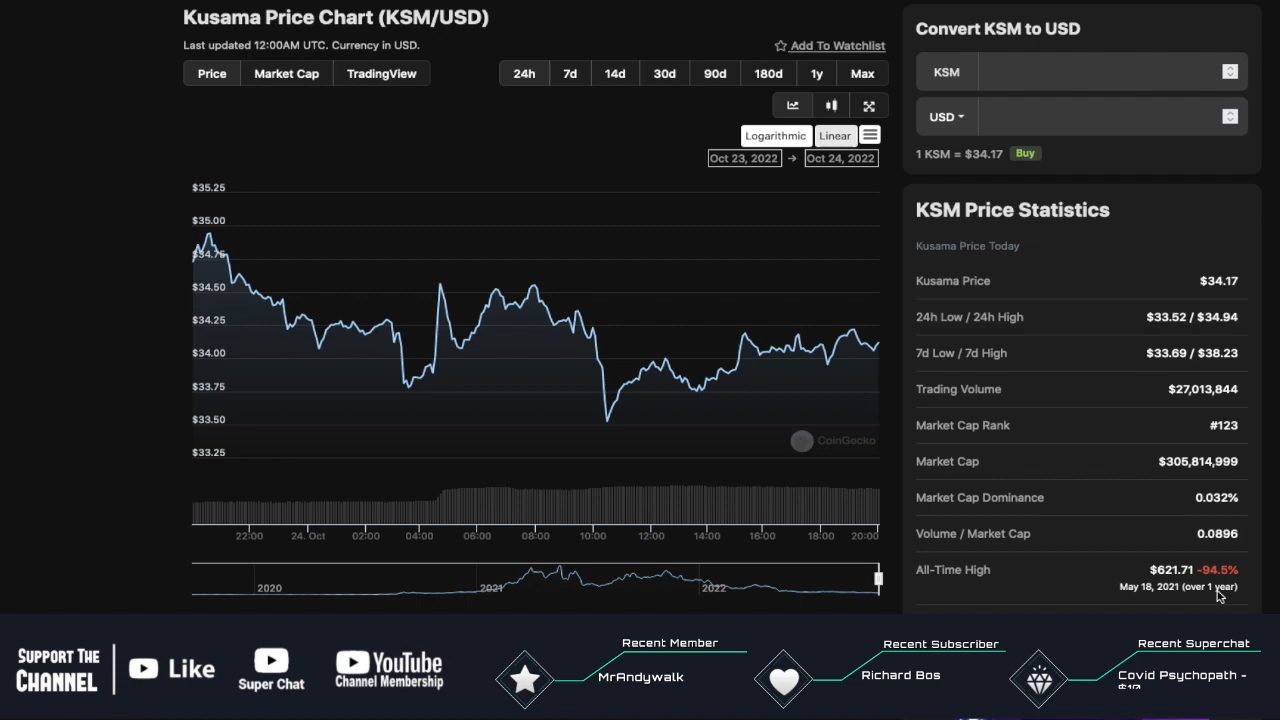 Kusama Price Chart (KSM/USD)
Last updated 12:00AM UTC. Currency in USD.
Add To Watchlist
Price Market Cap TradingView
24h 7d 14d 30d 90d 180d 1y Max
Logarithmic Linear
Oct 23, 2022 → Oct 24, 2022
$35.25
$35.00
$34.75
$34.50
$34.25
$34.00
$33.75
$33.50
$33.25
CoinGecko
22:00 24. Oct 02:00 04:00 06:00 08:00 10:00 12:00 14:00 16:00 18:00 20:00
2020 2021 2022
Convert KSM to USD
KSM
USD
1 KSM = $34.17 Buy
KSM Price Statistics
Kusama Price Today
Kusama Price $34.17
24h Low / 24h High $33.52 / $34.94
7d Low / 7d High $33.69 / $38.23
Trading Volume $27,013,844
Market Cap Rank #123
Market Cap $305,814,999
Market Cap Dominance 0.032%
Volume / Market Cap 0.0896
All-Time High $621.71 -94.5%
May 18, 2021 (over 1 year)
SUPPORT THE
CHANNEL
Like
Super Chat
YouTube
Channel Membership
Recent Member
MrAndywalk
Recent Subscriber
Richard Bos
Recent Superchat
Covid Psychopath -